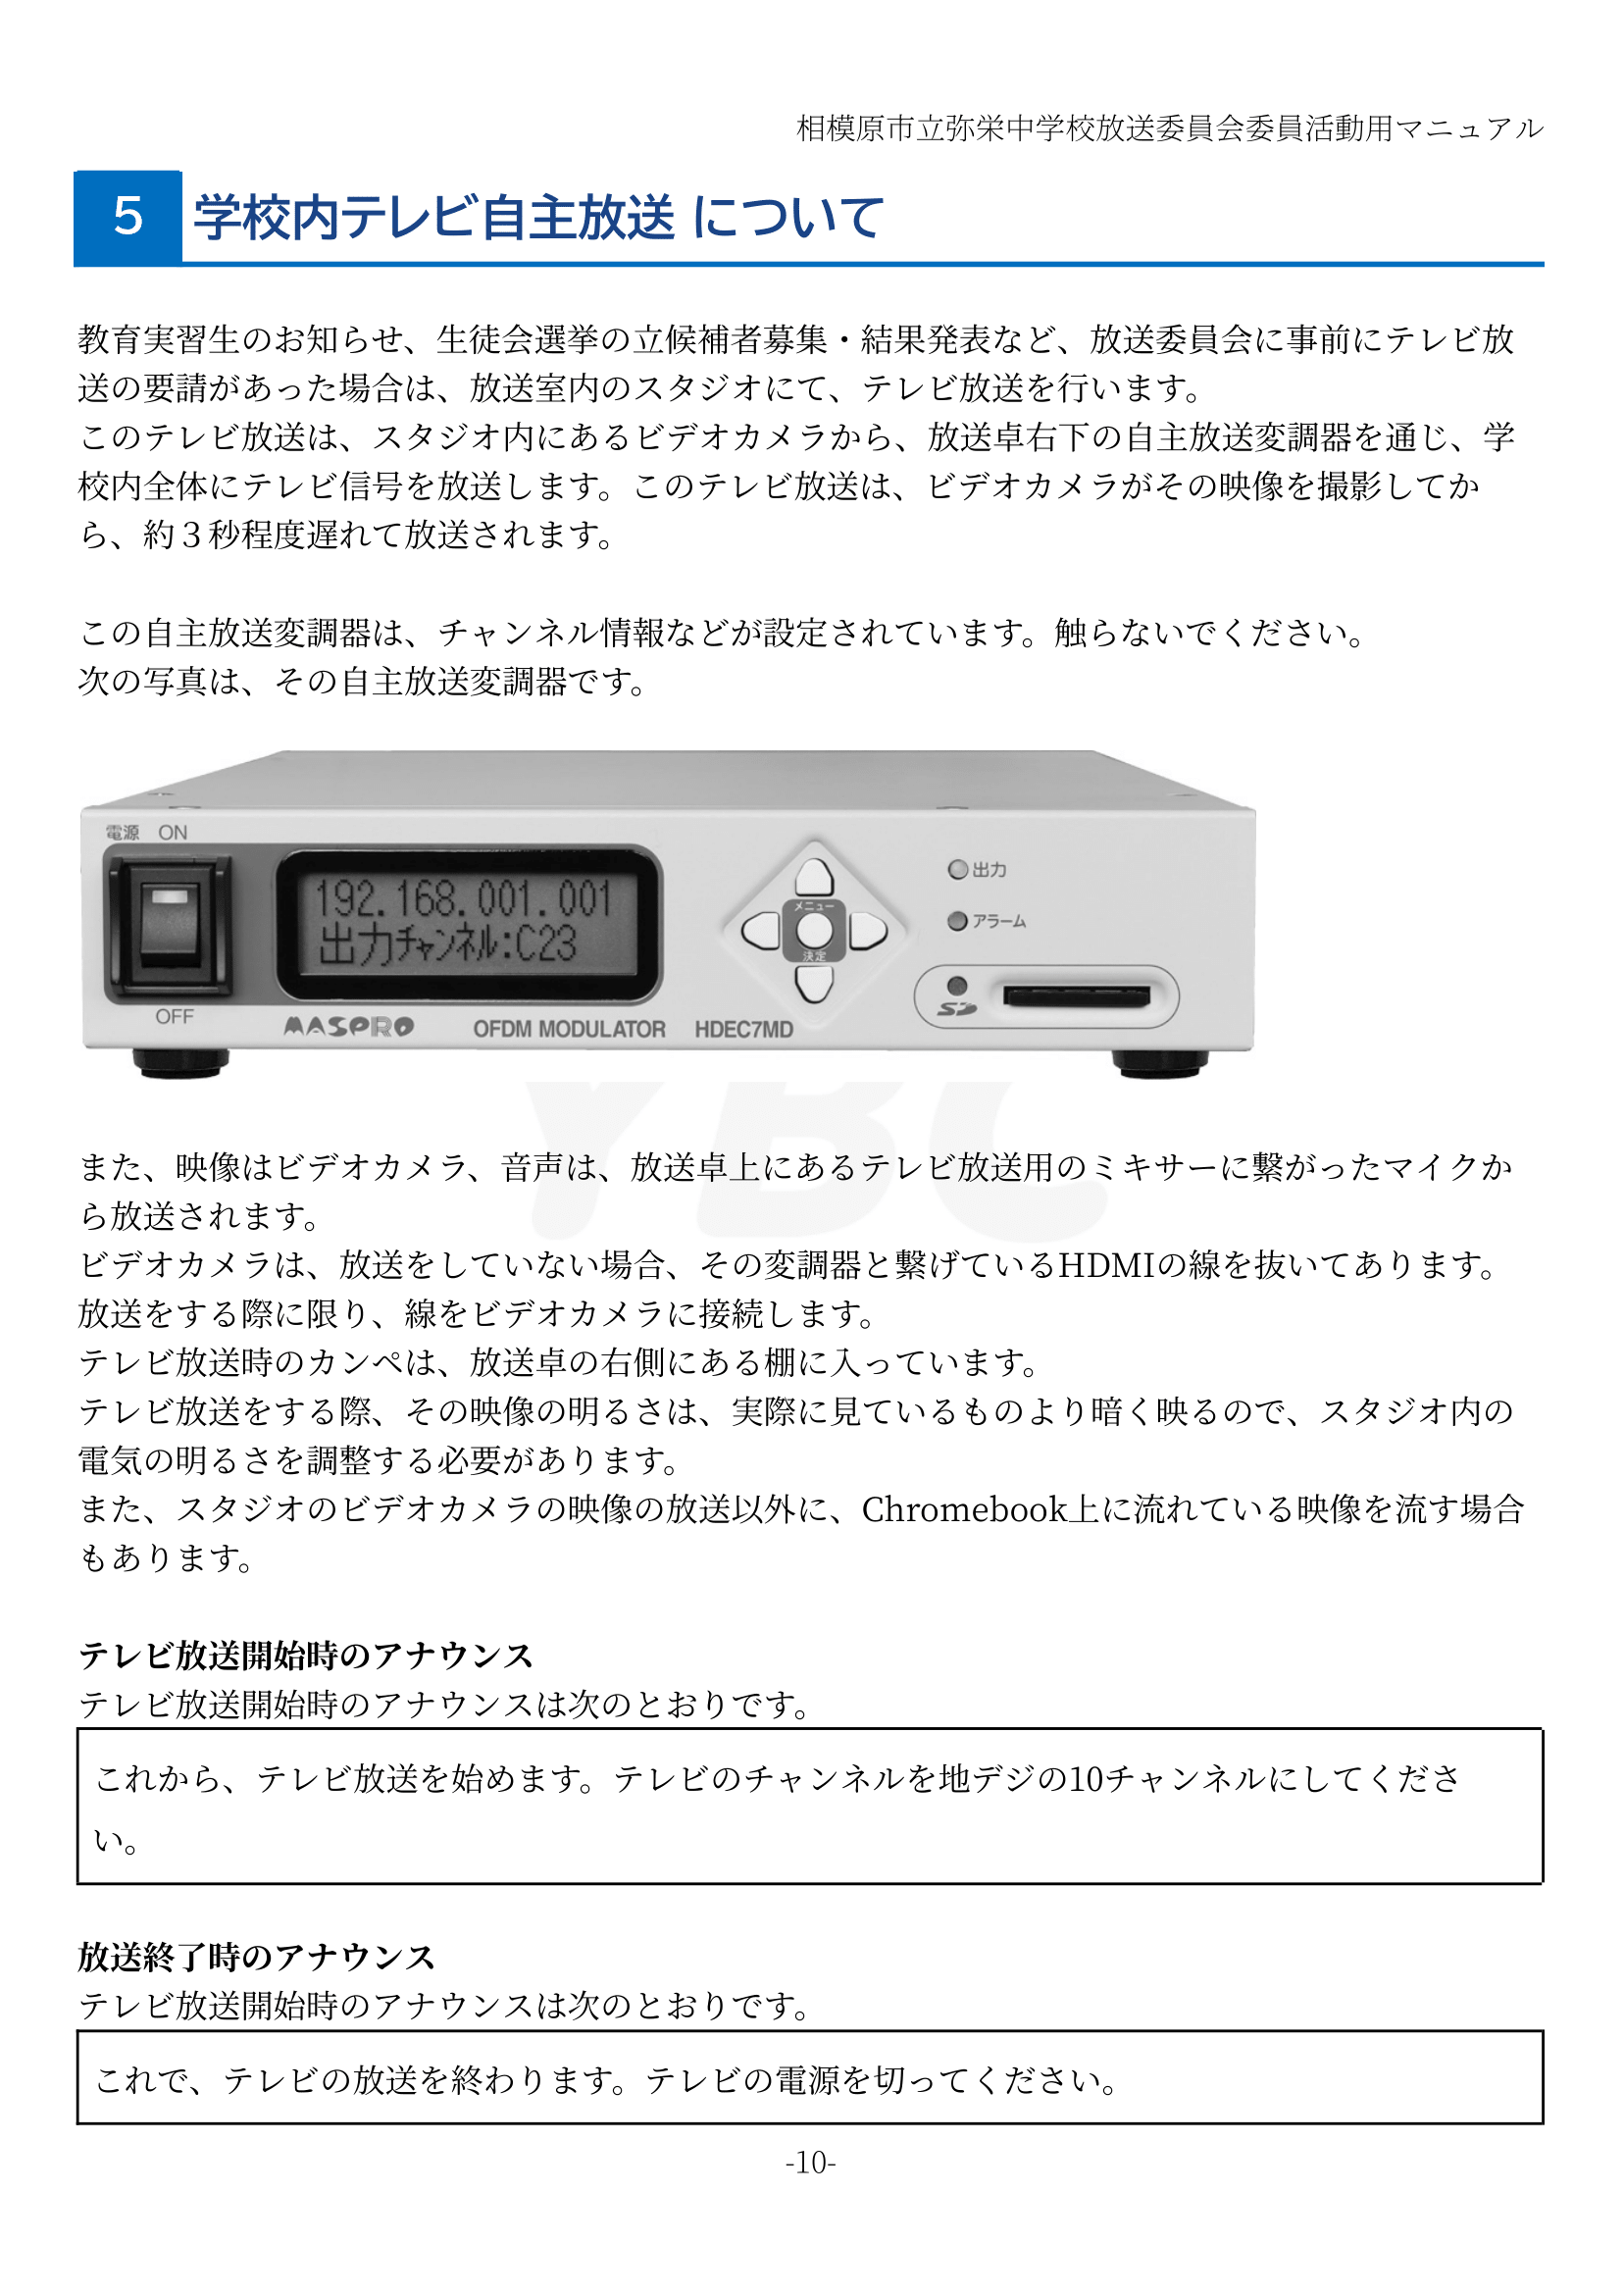 相模原市立弥栄中学校放送委員会委員活動用マニュアル
5 学校内テレビ自主放送 について
教育実習生のお知らせ、生徒会選挙の立候補者募集・結果発表など、放送委員会に事前にテレビ放
送の要請があった場合は、放送室内のスタジオにて、テレビ放送を行います。
このテレビ放送は、スタジオ内にあるビデオカメラから、放送卓右下の自主放送変調器を通じ、学
校内全体にテレビ信号を放送します。このテレビ放送は、ビデオカメラがその映像を撮影してか
ら、約３秒程度遅れて放送されます。
この自主放送変調器は、チャンネル情報などが設定されています。触らないでください。
次の写真は、その自主放送変調器です。
電源 ON
192.168.001.001
出力チャンネル:C23
メニュー
決定
出力
アラーム
OFF
SD
MASPRO OFDM MODULATOR HDEC7MD
YBC
また、映像はビデオカメラ、音声は、放送卓上にあるテレビ放送用のミキサーに繋がったマイクか
ら放送されます。
ビデオカメラは、放送をしていない場合、その変調器と繋げているHDMIの線を抜いてあります。
放送をする際に限り、線をビデオカメラに接続します。
テレビ放送時のカンペは、放送卓の右側にある棚に入っています。
テレビ放送をする際、その映像の明るさは、実際に見ているものより暗く映るので、スタジオ内の
電気の明るさを調整する必要があります。
また、スタジオのビデオカメラの映像の放送以外に、Chromebook上に流れている映像を流す場合
もあります。
テレビ放送開始時のアナウンス
テレビ放送開始時のアナウンスは次のとおりです。
これから、テレビ放送を始めます。テレビのチャンネルを地デジの10チャンネルにしてくださ
い。
放送終了時のアナウンス
テレビ放送開始時のアナウンスは次のとおりです。
これで、テレビの放送を終わります。テレビの電源を切ってください。
-10-